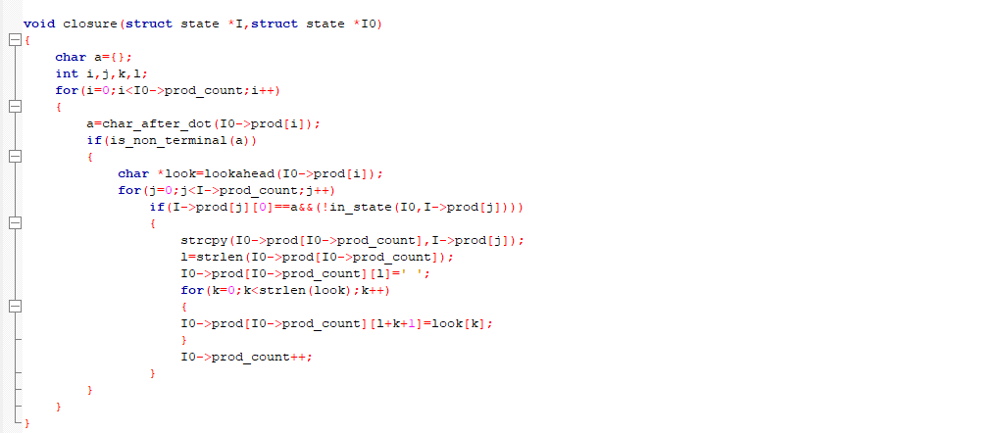 void closure(struct state *I,struct state *I0)
{
    char a={};
    int i,j,k,l;
    for(i=0;i<I0->prod_count;i++)
    {
        a=char_after_dot(I0->prod[i]);
        if(is_non_terminal(a))
        {
            char *look=lookahead(I0->prod[i]);
            for(j=0;j<I->prod_count;j++)
                if(I->prod[j][0]==a&&(!in_state(I0,I->prod[j])))
                {
                    strcpy(I0->prod[I0->prod_count],I->prod[j]);
                    l=strlen(I0->prod[I0->prod_count]);
                    I0->prod[I0->prod_count][l]=' ';
                    for(k=0;k<strlen(look);k++)
                    {
                    I0->prod[I0->prod_count][l+k+1]=look[k];
                    }
                    I0->prod_count++;
                }
        }
    }
}